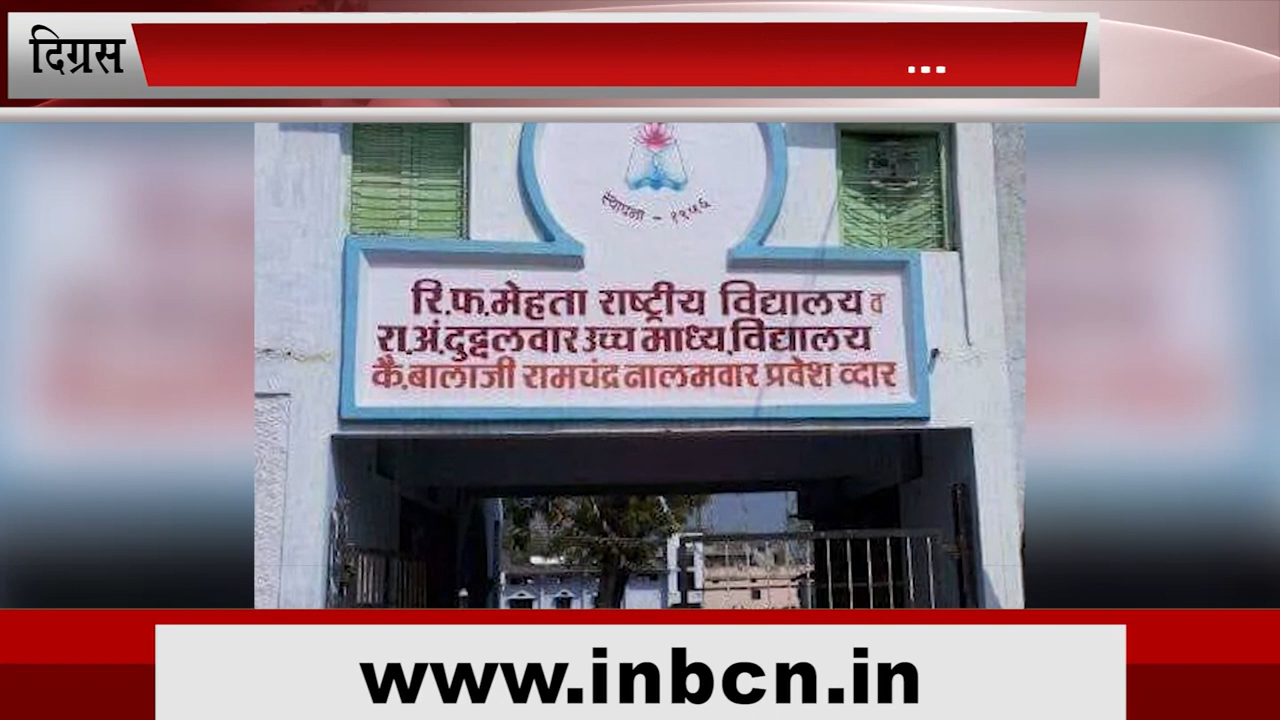 दिग्रस
...
स्थापना - १९५६
रि.फ.मेहता राष्ट्रीय विद्यालय व
रा.अं.दुद्दलवार उच्च माध्य.विद्यालय
कै.बालाजी रामचंद्र नालमवार प्रवेश व्दार
www.inbcn.in